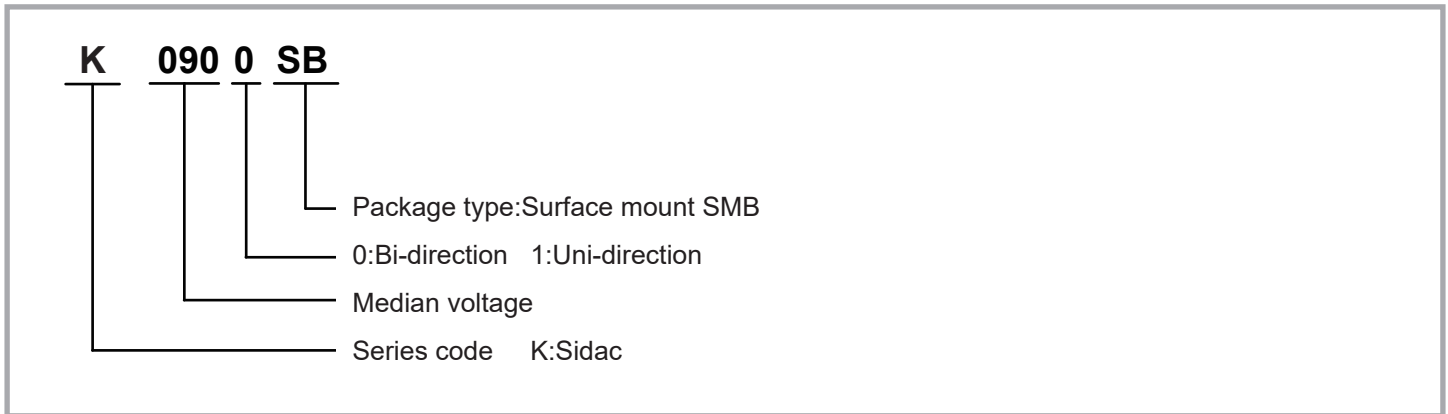 K 090 0 SB
Package type:Surface mount SMB
0:Bi-direction 1:Uni-direction
Median voltage
Series code K:Sidac